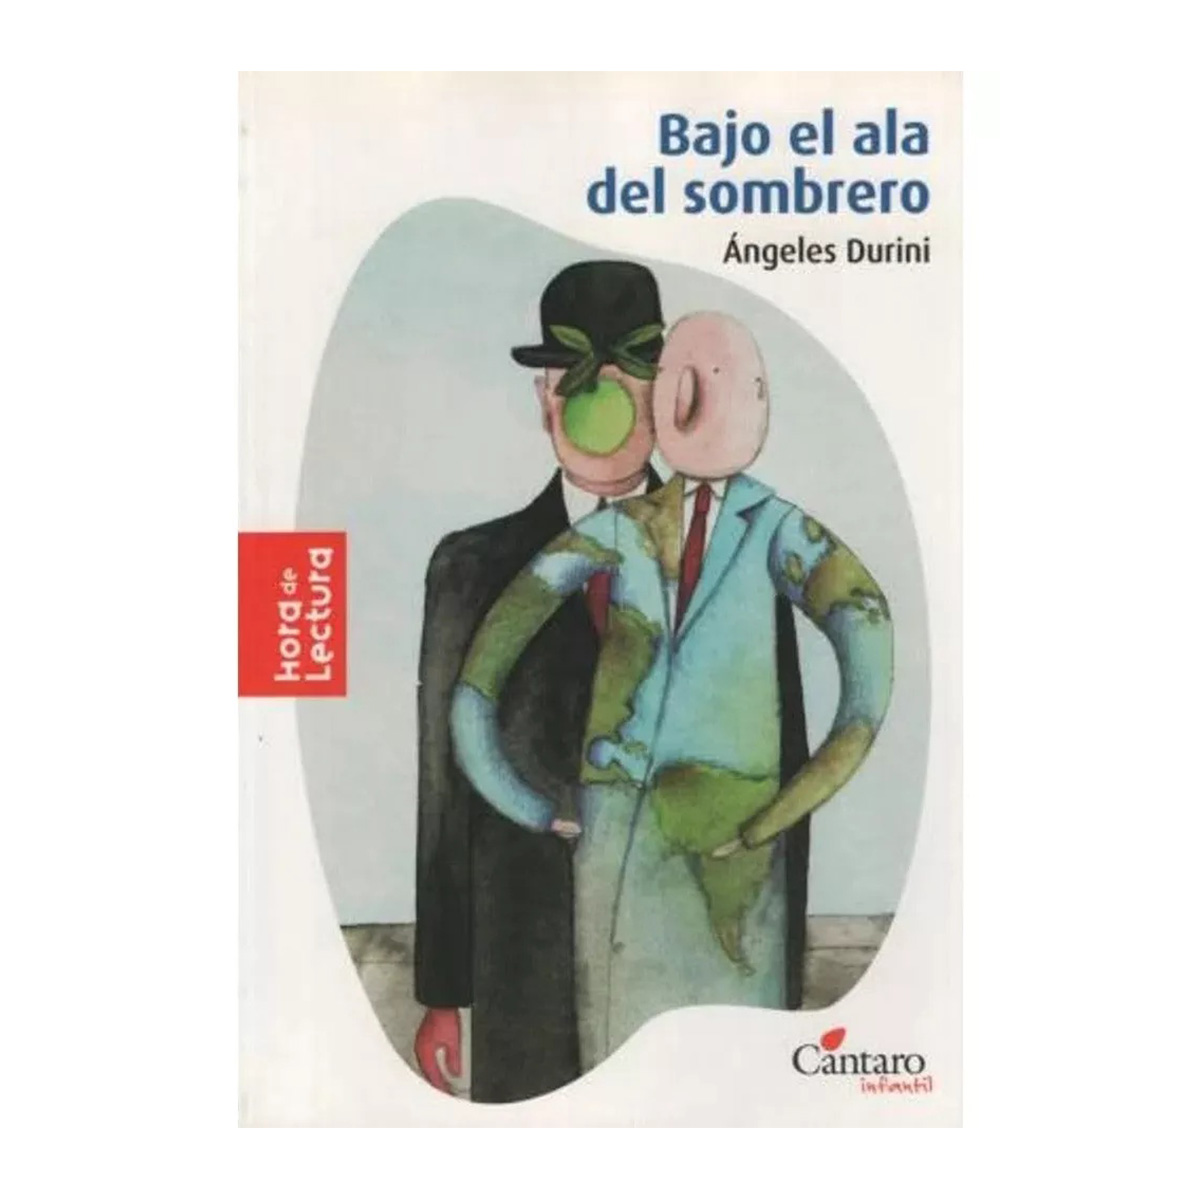 Bajo el ala
del sombrero
Ángeles Durini
Hora de
Lectura
Cántaro
infantil